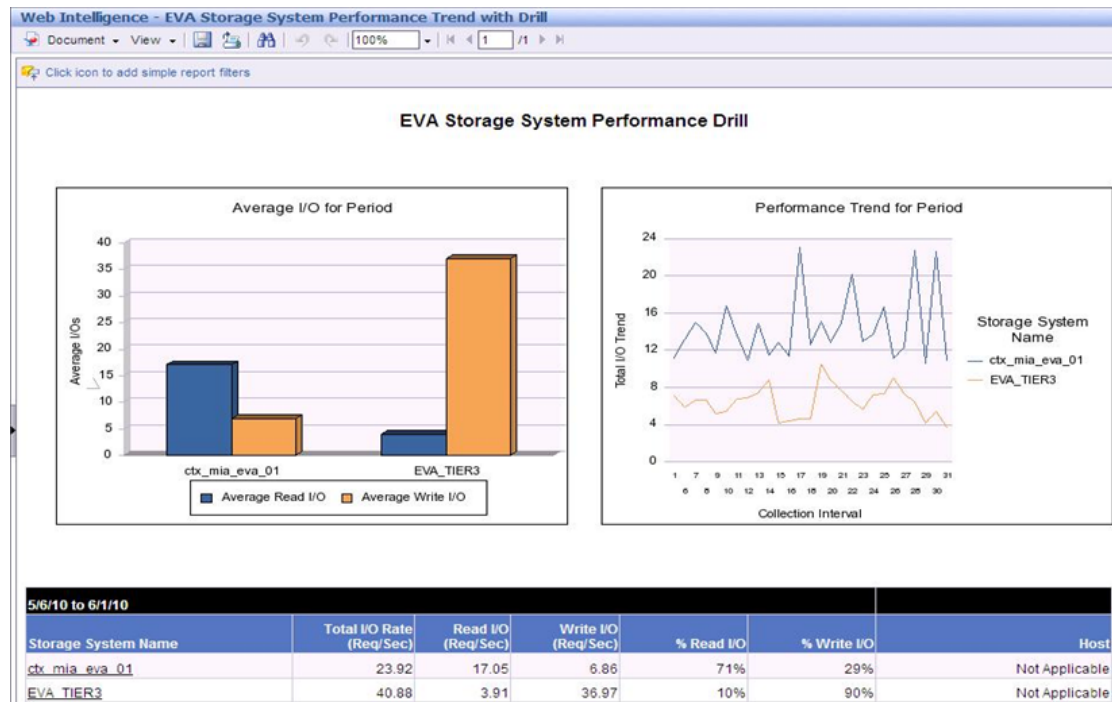 Web Intelligence - EVA Storage System Performance Trend with Drill
Document View 100% 1 /1
Click icon to add simple report filters
EVA Storage System Performance Drill
Average I/O for Period
40
35
30
25
20
15
10
5
0
Average I/Os
ctx_mia_eva_01 EVA_TIER3
Average Read I/O Average Write I/O
Performance Trend for Period
24
20
16
12
8
4
0
Total I/O Trend
1 7 9 11 13 15 17 19 21 23 25 27 29 31
6 8 10 12 14 16 18 20 22 24 26 28 30
Collection Interval
Storage System
Name
ctx_mia_eva_01
EVA_TIER3
5/6/10 to 6/1/10
Storage System Name Total I/O Rate (Req/Sec) Read I/O (Req/Sec) Write I/O (Req/Sec) % Read I/O % Write I/O Host
ctx_mia_eva_01 23.92 17.05 6.86 71% 29% Not Applicable
EVA_TIER3 40.88 3.91 36.97 10% 90% Not Applicable